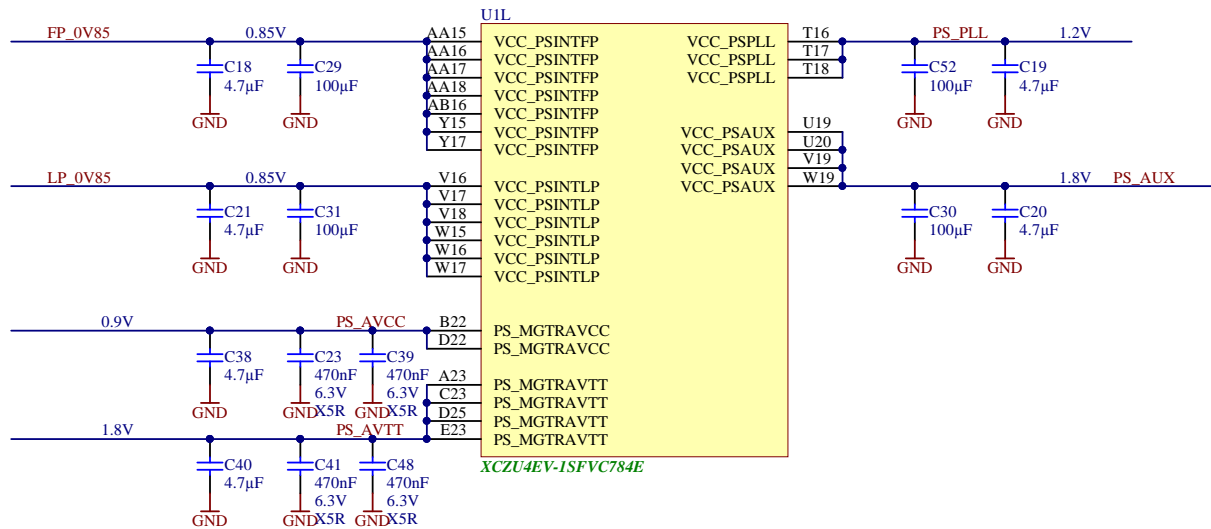 U1L
FP_0V85 0.85V
AA15 VCC_PSINTFP VCC_PSPLL T16 PS_PLL 1.2V
AA16 VCC_PSINTFP VCC_PSPLL T17
AA17 VCC_PSINTFP VCC_PSPLL T18
AA18 VCC_PSINTFP
AB16 VCC_PSINTFP
Y15 VCC_PSINTFP VCC_PSAUX U19
Y17 VCC_PSINTFP VCC_PSAUX U20
VCC_PSAUX V19
VCC_PSAUX W19 1.8V PS_AUX
C18 C29 C52 C19
4.7µF 100µF 100µF 4.7µF
GND GND GND GND
LP_0V85 0.85V
V16 VCC_PSINTLP
V17 VCC_PSINTLP
V18 VCC_PSINTLP
W15 VCC_PSINTLP
W16 VCC_PSINTLP
W17 VCC_PSINTLP
C21 C31 C30 C20
4.7µF 100µF 100µF 4.7µF
GND GND GND GND
0.9V PS_AVCC
B22 PS_MGTRAVCC
D22 PS_MGTRAVCC
C38 C23 C39
4.7µF 470nF 470nF
6.3V 6.3V
X5R X5R
GND GND GND
A23 PS_MGTRAVTT
C23 PS_MGTRAVTT
D25 PS_MGTRAVTT
E23 PS_MGTRAVTT
1.8V PS_AVTT
C40 C41 C48
4.7µF 470nF 470nF
6.3V 6.3V
X5R X5R
GND GND GND
XCZU4EV-1SFVC784E